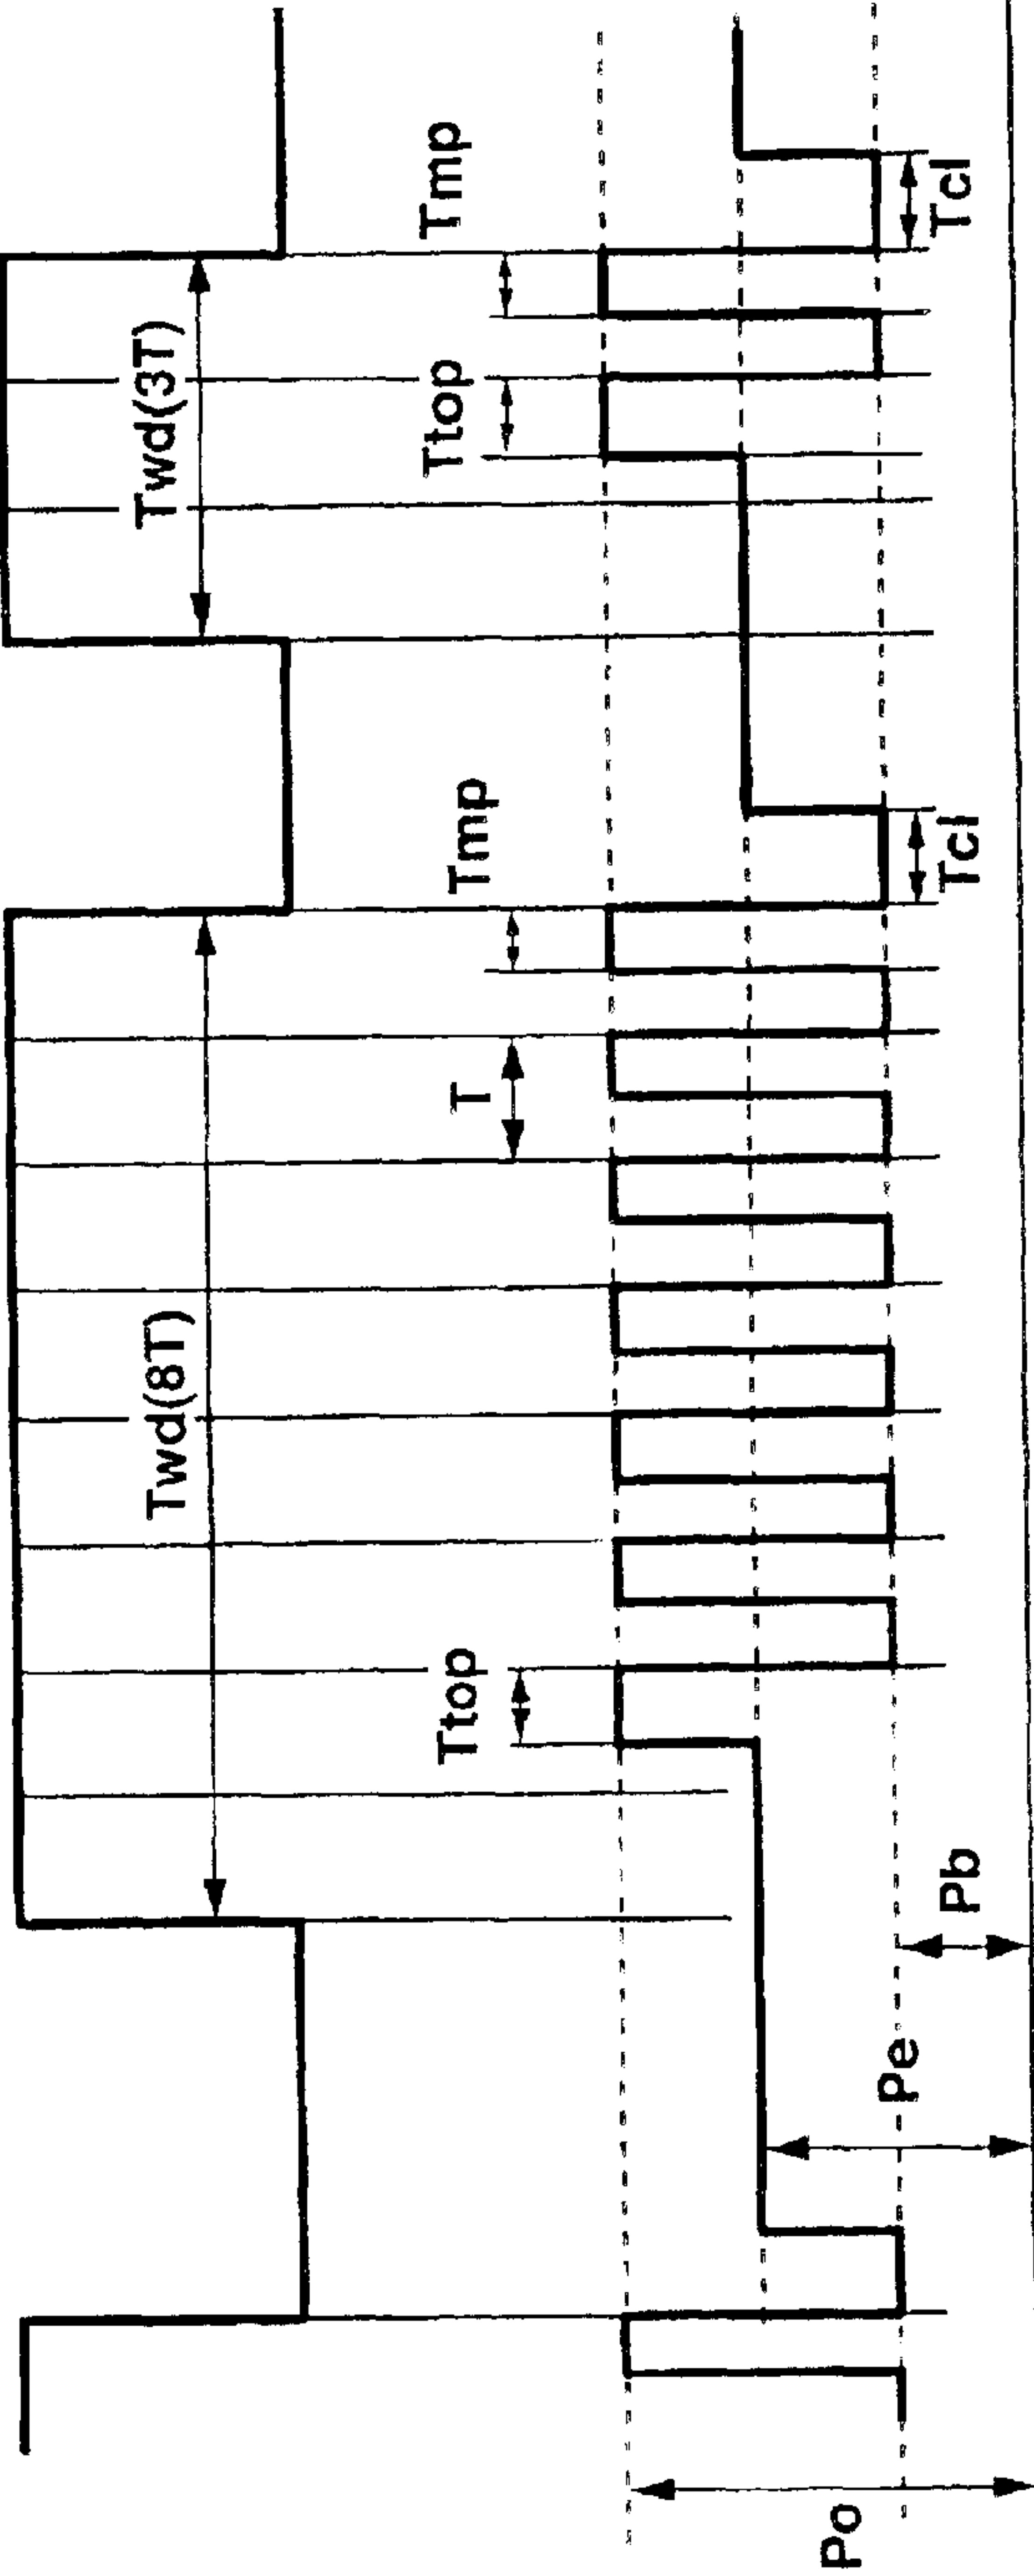 Twd(8T)
Twd(3T)
Ttop
T
Tmp
Ttop
Tmp
Po
Pe
Pb
Tcl
Tcl